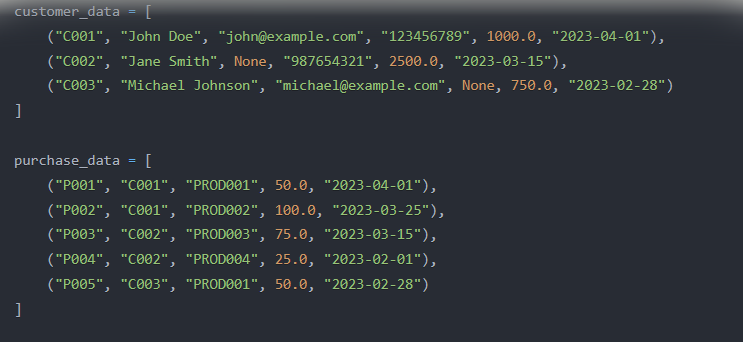 customer_data = [
    ("C001", "John Doe", "john@example.com", "123456789", 1000.0, "2023-04-01"),
    ("C002", "Jane Smith", None, "987654321", 2500.0, "2023-03-15"),
    ("C003", "Michael Johnson", "michael@example.com", None, 750.0, "2023-02-28")
]
purchase_data = [
    ("P001", "C001", "PROD001", 50.0, "2023-04-01"),
    ("P002", "C001", "PROD002", 100.0, "2023-03-25"),
    ("P003", "C002", "PROD003", 75.0, "2023-03-15"),
    ("P004", "C002", "PROD004", 25.0, "2023-02-01"),
    ("P005", "C003", "PROD001", 50.0, "2023-02-28")
]